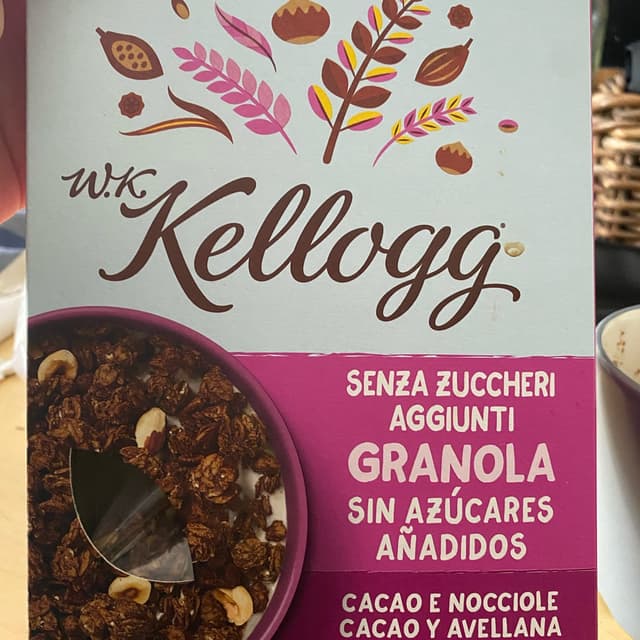 W.K
Kellogg
SENZA ZUCCHERI
AGGIUNTI
GRANOLA
SIN AZÚCARES
AÑADIDOS
CACAO E NOCCIOLE
CACAO Y AVELLANA